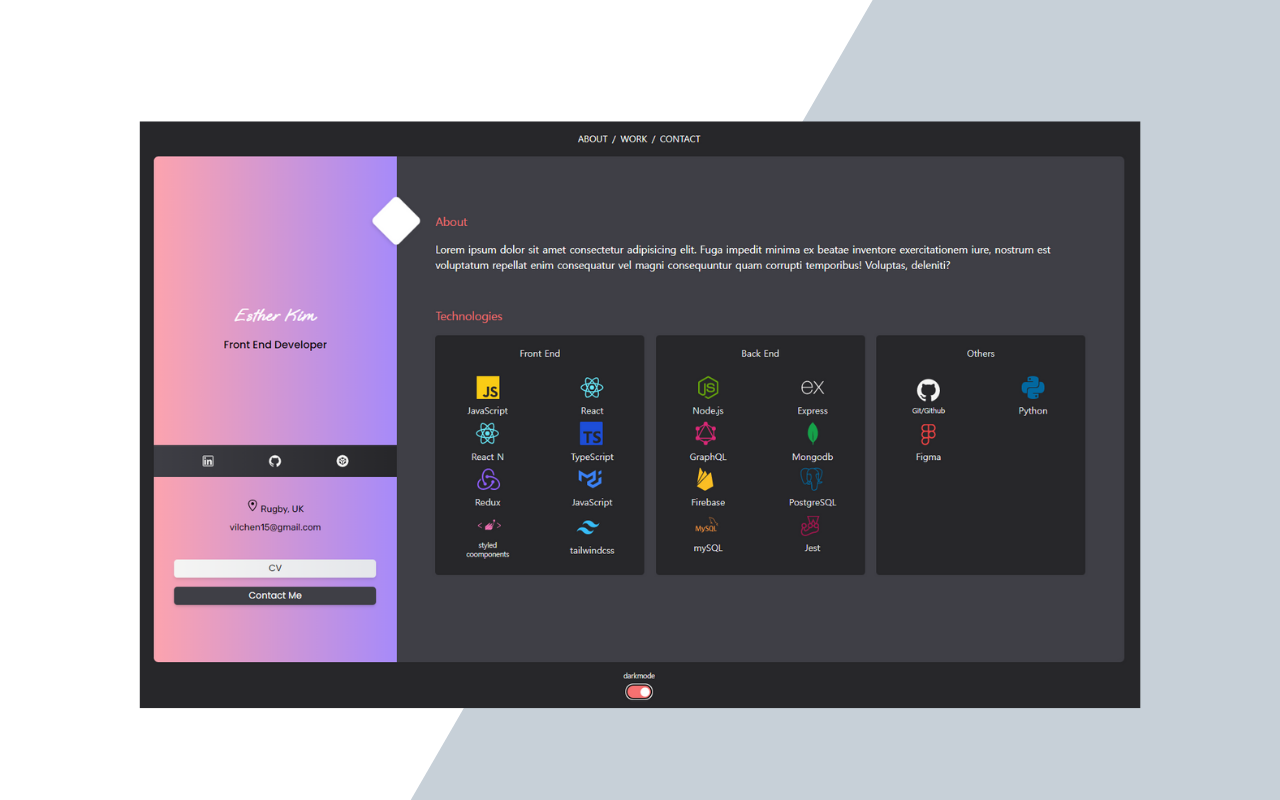 ABOUT / WORK / CONTACT
Esther Kim
Front End Developer
Rugby, UK
vilchen15@gmail.com
CV
Contact Me
About
Lorem ipsum dolor sit amet consectetur adipisicing elit. Fuga impedit minima ex beatae inventore exercitationem iure, nostrum est
voluptatum repellat enim consequatur vel magni consequuntur quam corrupti temporibus! Voluptas, deleniti?
Technologies
Front End
JS
JavaScript
React
TS
React N
TypeScript
Redux
JavaScript
styled
coomponents
tailwindcss
Back End
JS
ex
Node.js
Express
GraphQL
Mongodb
Firebase
PostgreSQL
MySQL
mySQL
Jest
Others
Git/Github
Python
Figma
darkmode